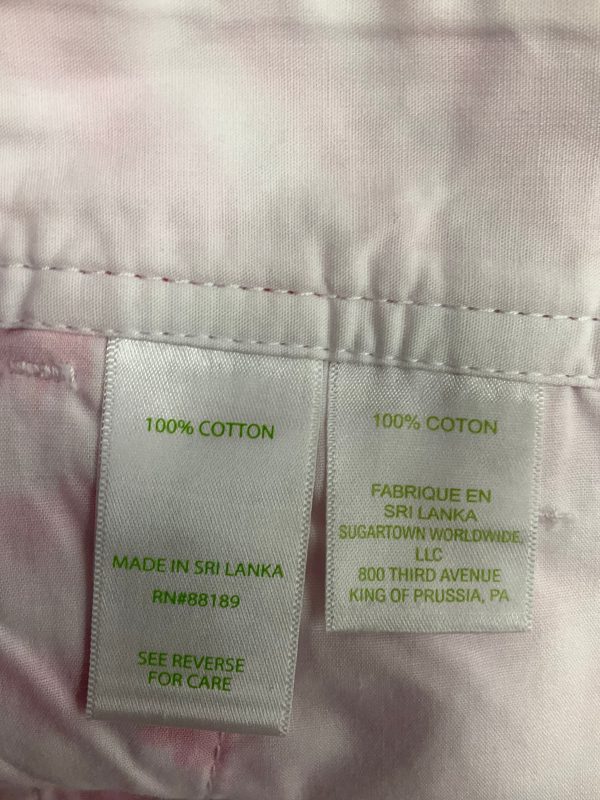 100% COTTON
MADE IN SRI LANKA
RN#88189
SEE REVERSE
FOR CARE
100% COTON
FABRIQUE EN
SRI LANKA
SUGARTOWN WORLDWIDE,
LLC
800 THIRD AVENUE
KING OF PRUSSIA, PA